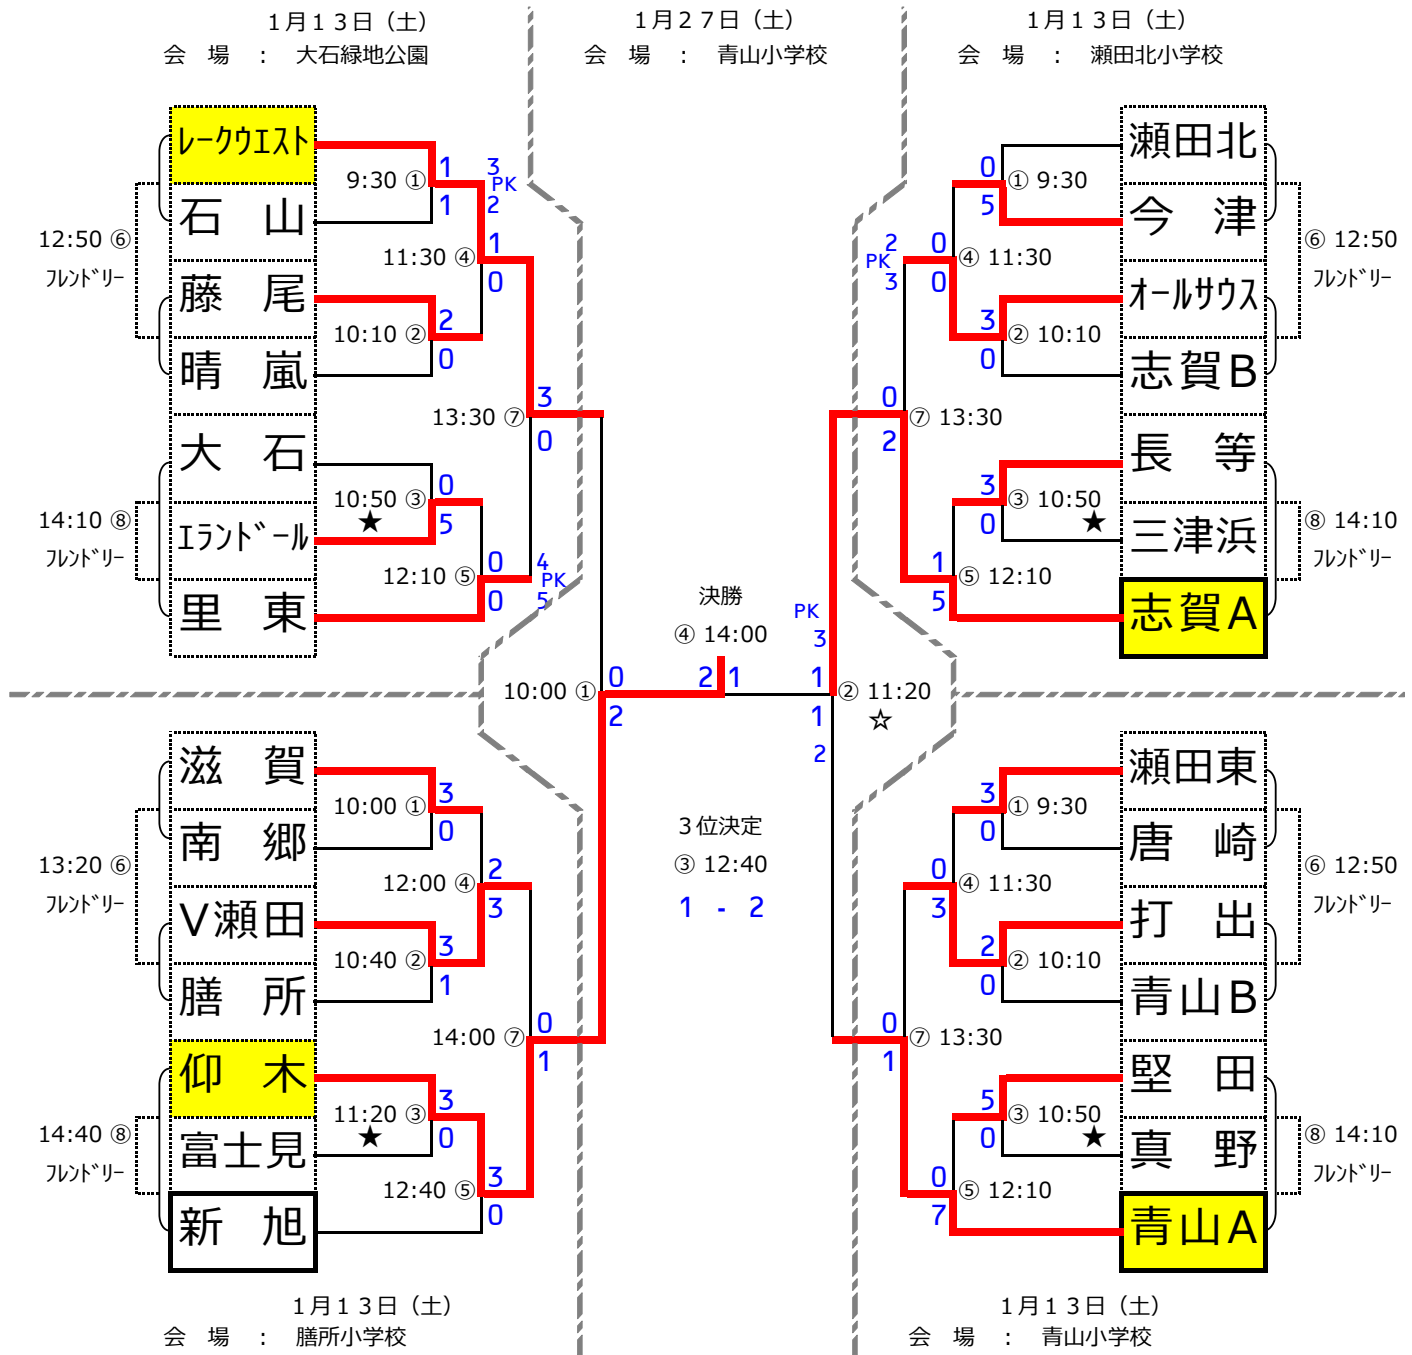 1月13日（土）
会　場　：　大石緑地公園
1月27日（土）
会　場　：　青山小学校
1月13日（土）
会　場　：　瀬田北小学校
ﾚｰｸｳｴｽﾄ
石　山
藤　尾
晴　嵐
大　石
ｴﾗﾝﾄﾞｰﾙ
里　東
9:30 ①
1
1
3
PK
2
12:50 ⑥
ﾌﾚﾝﾄﾞﾘｰ
11:30 ④
1
0
10:10 ②
2
0
13:30 ⑦
3
0
10:50 ③
★
0
5
14:10 ⑧
ﾌﾚﾝﾄﾞﾘｰ
12:10 ⑤
0
0
4
PK
5
瀬田北
今　津
ｵｰﾙｻｳｽ
志賀B
長　等
三津浜
志賀A
0
5
① 9:30
⑥ 12:50
ﾌﾚﾝﾄﾞﾘｰ
2
PK
3
0
0
④ 11:30
3
0
② 10:10
0
2
⑦ 13:30
3
0
③ 10:50
★
⑧ 14:10
ﾌﾚﾝﾄﾞﾘｰ
1
5
⑤ 12:10
決勝
④ 14:00
2 1
10:00 ①
0
2
PK
3
1
1
2
② 11:20
☆
3位決定
③ 12:40
1 - 2
滋　賀
南　郷
V瀬田
膳　所
仰　木
富士見
新　旭
10:00 ①
3
0
13:20 ⑥
ﾌﾚﾝﾄﾞﾘｰ
12:00 ④
2
3
10:40 ②
3
1
14:00 ⑦
0
1
11:20 ③
★
3
0
14:40 ⑧
ﾌﾚﾝﾄﾞﾘｰ
12:40 ⑤
3
0
瀬田東
唐　崎
打　出
青山B
堅　田
真　野
青山A
3
0
① 9:30
⑥ 12:50
ﾌﾚﾝﾄﾞﾘｰ
0
3
④ 11:30
2
0
② 10:10
0
1
⑦ 13:30
5
0
③ 10:50
★
⑧ 14:10
ﾌﾚﾝﾄﾞﾘｰ
0
7
⑤ 12:10
1月13日（土）
会　場　：　膳所小学校
1月13日（土）
会　場　：　青山小学校